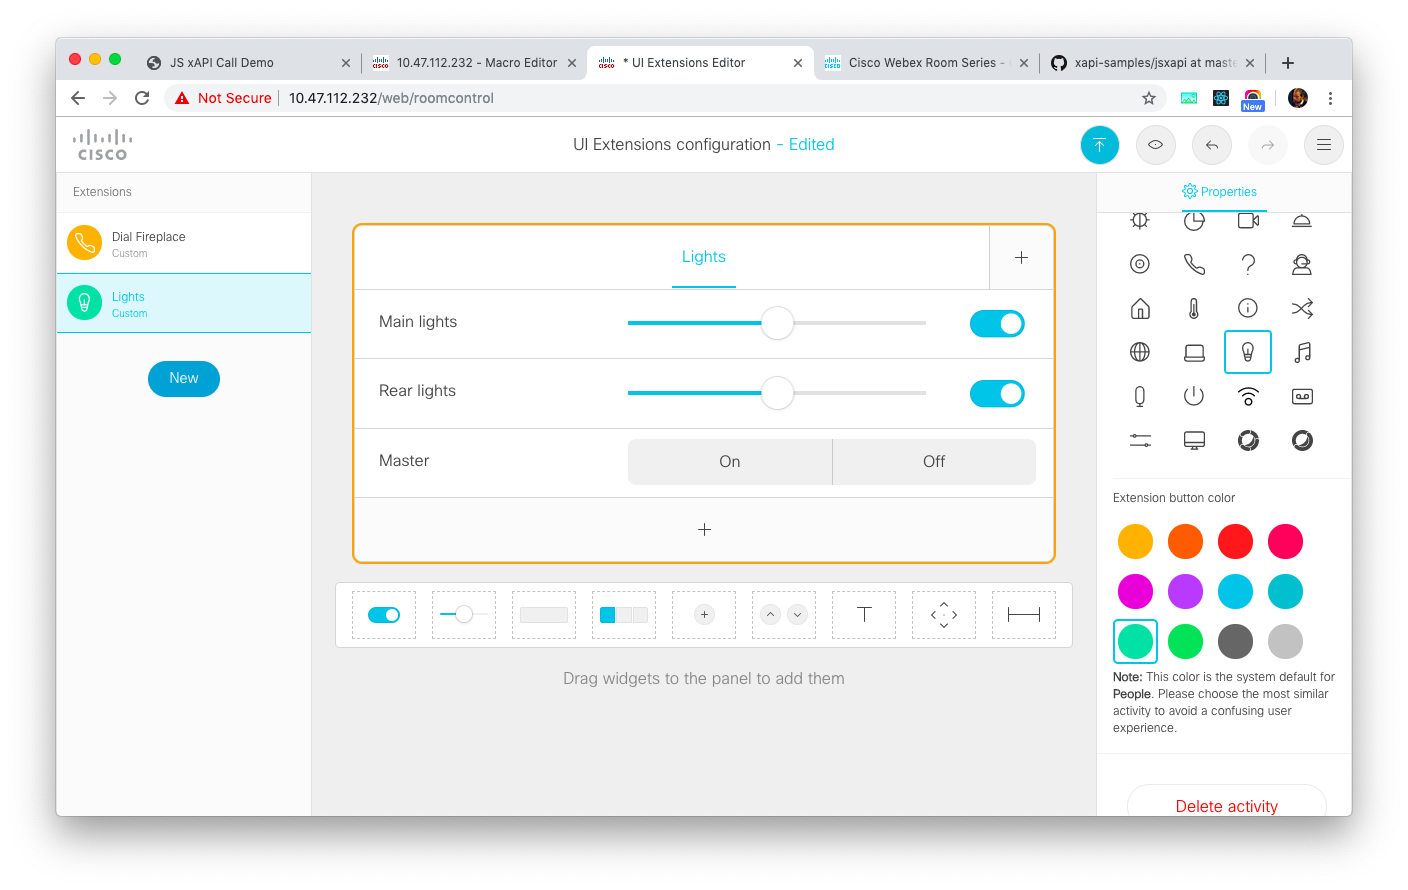 JS xAPI Call Demo
10.47.112.232 - Macro Editor
* UI Extensions Editor
Cisco Webex Room Series -
xapi-samples/jsxapi at maste
Not Secure
10.47.112.232/web/roomcontrol
New
CISCO
UI Extensions configuration - Edited
Extensions
Dial Fireplace
Custom
Lights
Custom
New
Lights
Main lights
Rear lights
Master
On
Off
Drag widgets to the panel to add them
Properties
Extension button color
Note: This color is the system default for
People. Please choose the most similar
activity to avoid a confusing user
experience.
Delete activity